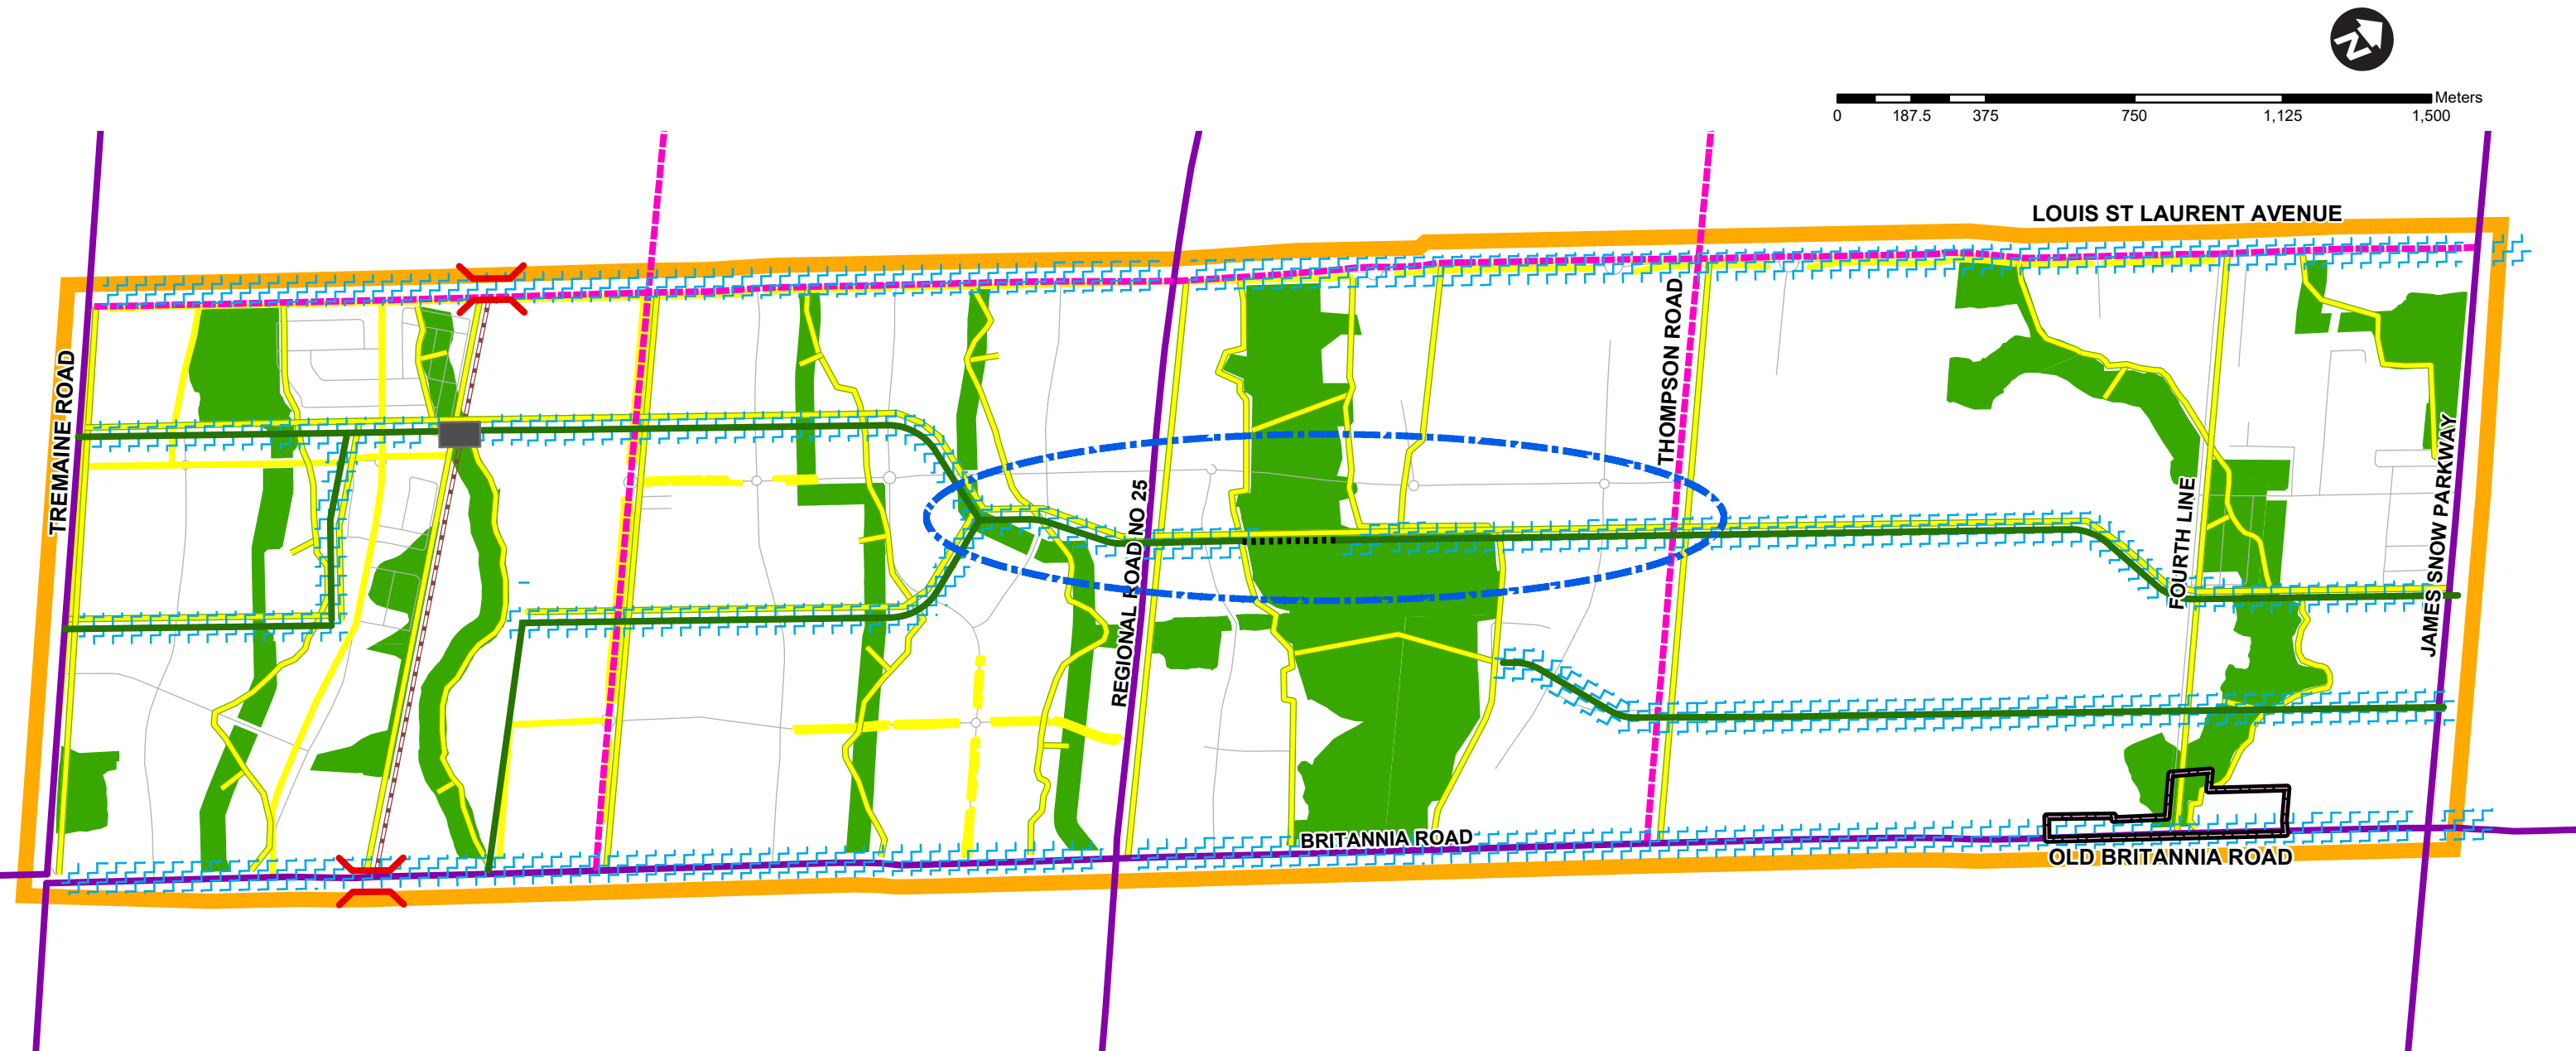 N
Meters
0 187.5 375 750 1,125 1,500
LOUIS ST LAURENT AVENUE
TREMAINE ROAD
REGIONAL ROAD NO 25
THOMPSON ROAD
FOURTH LINE
JAMES SNOW PARKWAY
BRITANNIA ROAD
OLD BRITANNIA ROAD